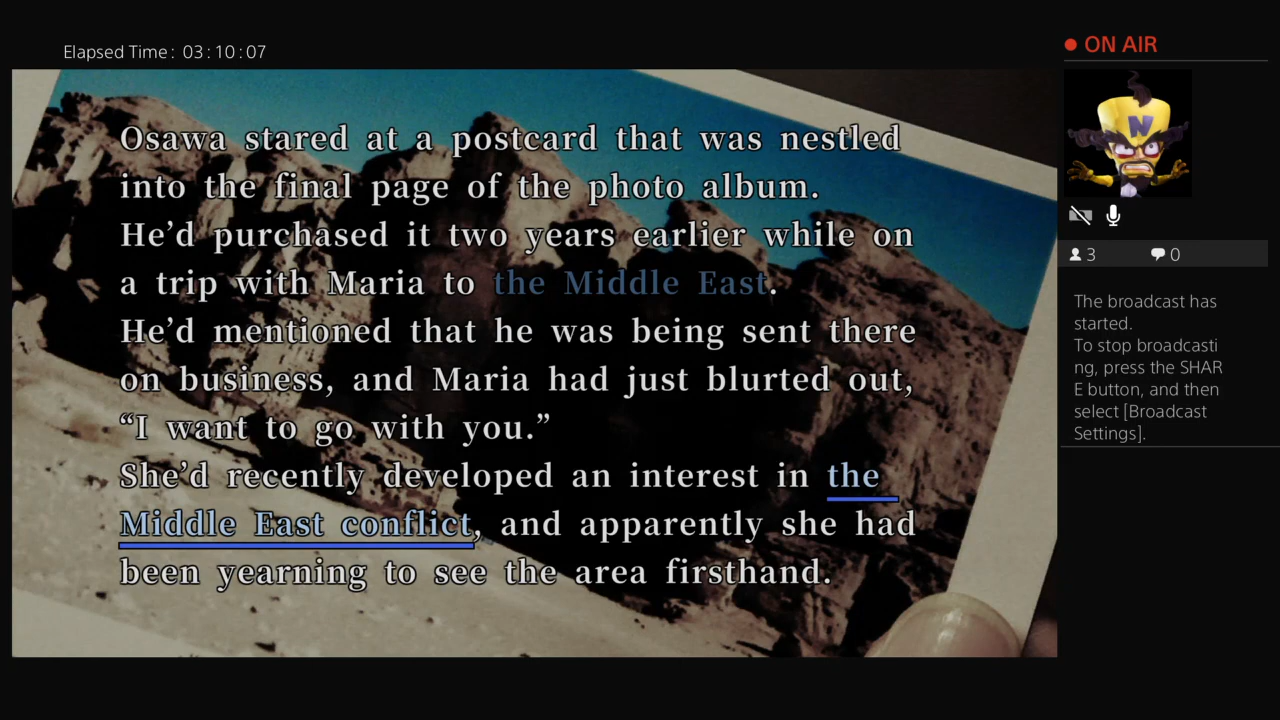 Elapsed Time: 03:10:07
ON AIR
N
Osawa stared at a postcard that was nestled
into the final page of the photo album.
He’d purchased it two years earlier while on
a trip with Maria to the Middle East.
He’d mentioned that he was being sent there
on business, and Maria had just blurted out,
“I want to go with you.”
She’d recently developed an interest in the
Middle East conflict, and apparently she had
been yearning to see the area firsthand.
3
0
The broadcast has
started.
To stop broadcasti
ng, press the SHAR
E button, and then
select [Broadcast
Settings].